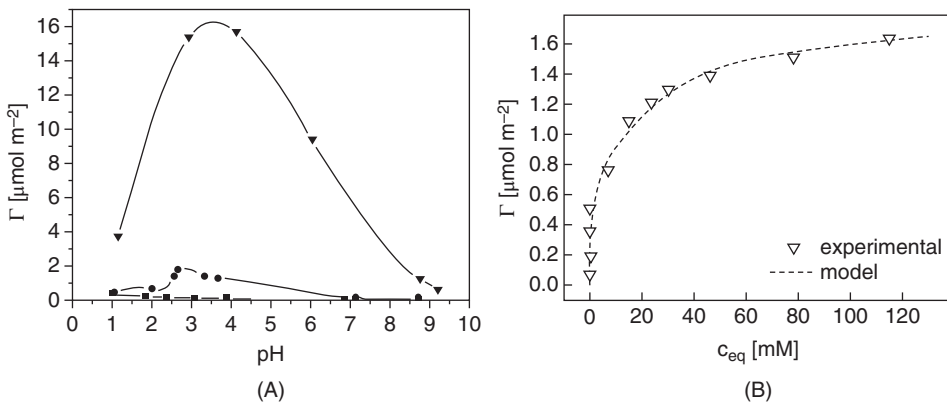 16
14
12
10
8
6
4
2
0
Γ [μmol m⁻²]
0 1 2 3 4 5 6 7 8 9 10
pH
(A)
1.6
1.4
1.2
1.0
0.8
0.6
0.4
0.2
0.0
Γ [μmol m⁻²]
experimental
model
0 20 40 60 80 100 120
c_eq [mM]
(B)